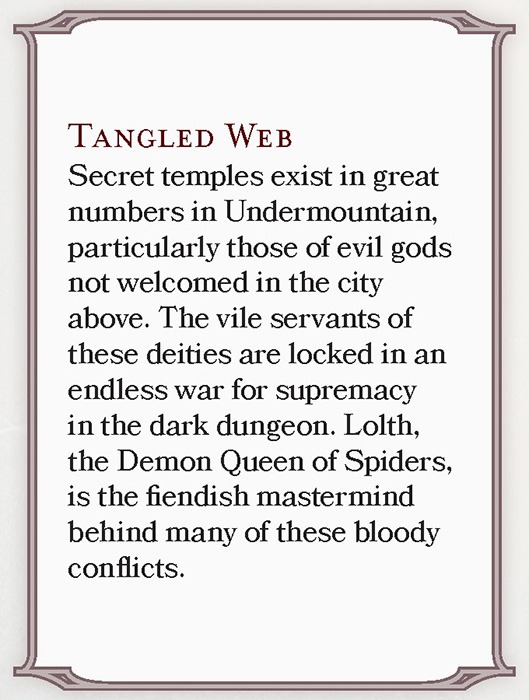 Tangled Web
Secret temples exist in great
numbers in Undermountain,
particularly those of evil gods
not welcomed in the city
above. The vile servants of
these deities are locked in an
endless war for supremacy
in the dark dungeon. Lolth,
the Demon Queen of Spiders,
is the fiendish mastermind
behind many of these bloody
conflicts.